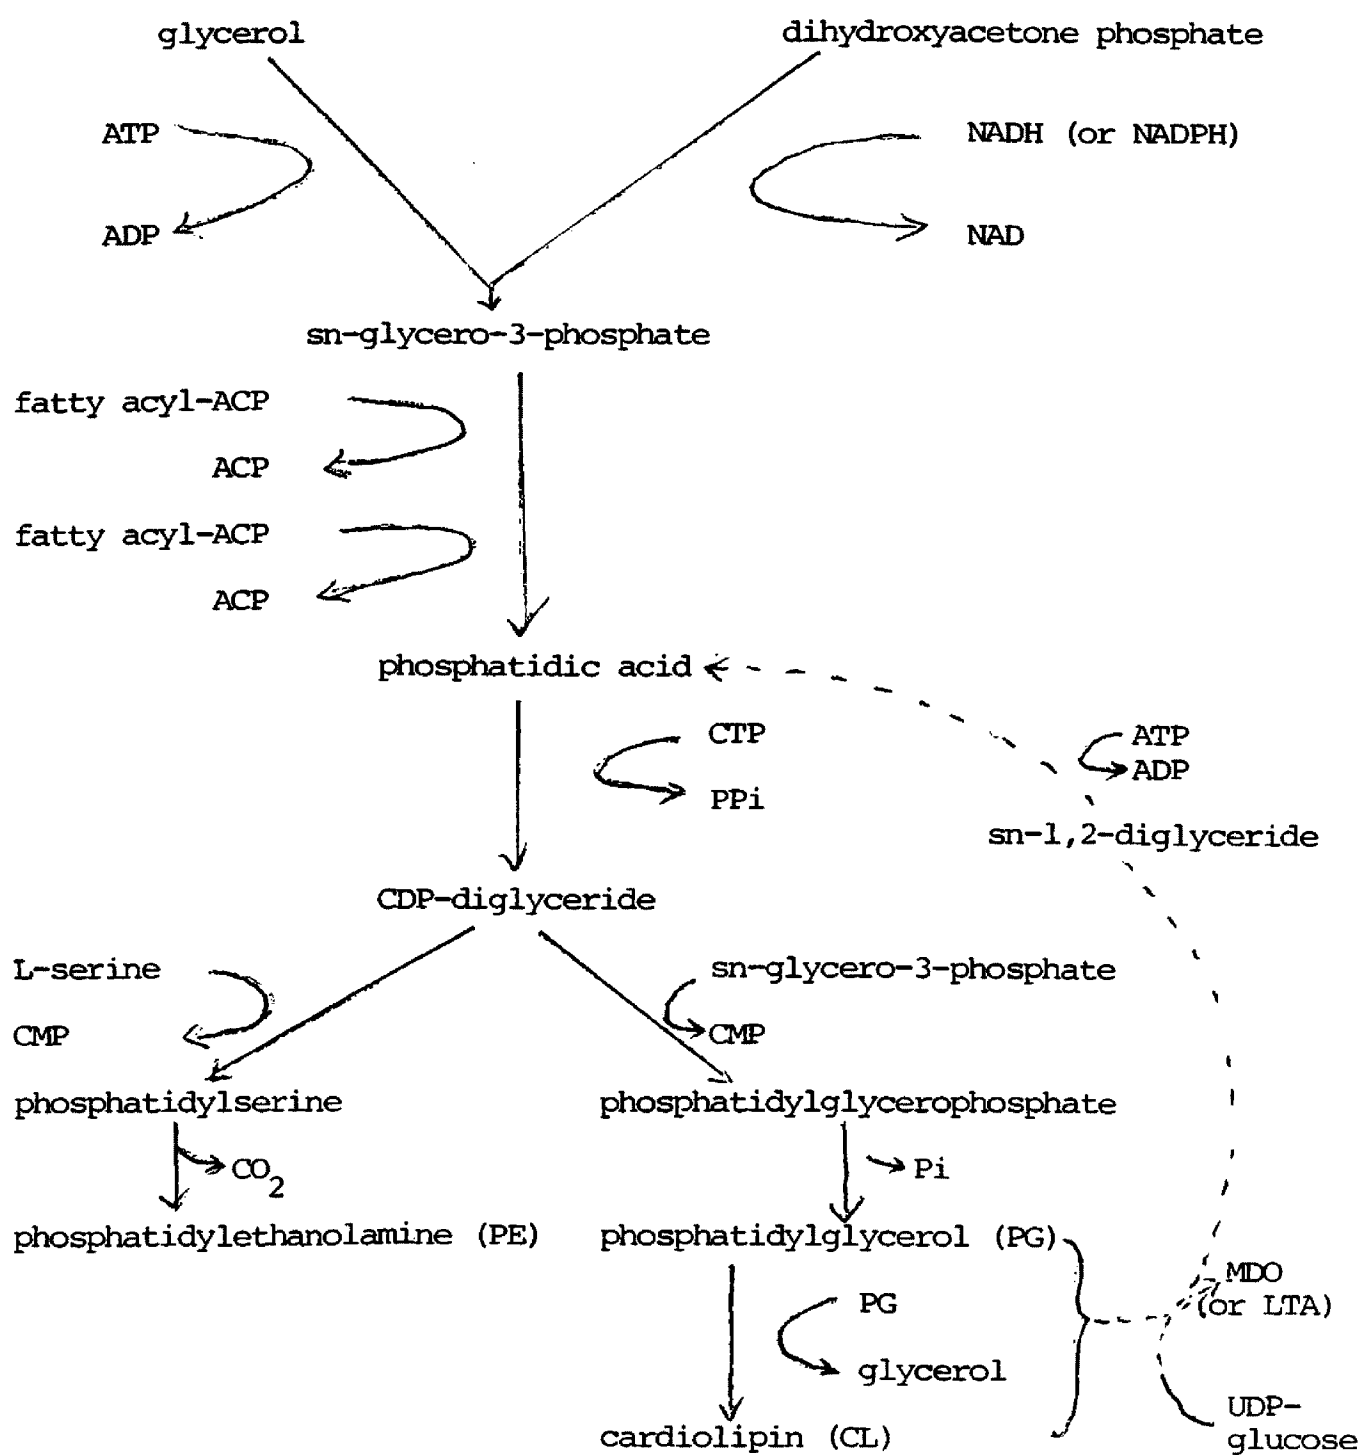 glycerol
dihydroxyacetone phosphate
ATP
NADH (or NADPH)
ADP
NAD
sn-glycero-3-phosphate
fatty acyl-ACP
ACP
fatty acyl-ACP
ACP
phosphatidic acid
CTP
PPi
ATP
ADP
sn-1,2-diglyceride
CDP-diglyceride
L-serine
sn-glycero-3-phosphate
CMP
CMP
phosphatidylserine
phosphatidylglycerophosphate
CO2
Pi
phosphatidylethanolamine (PE)
phosphatidylglycerol (PG)
MDO
(or LTA)
PG
glycerol
UDP-
glucose
cardiolipin (CL)